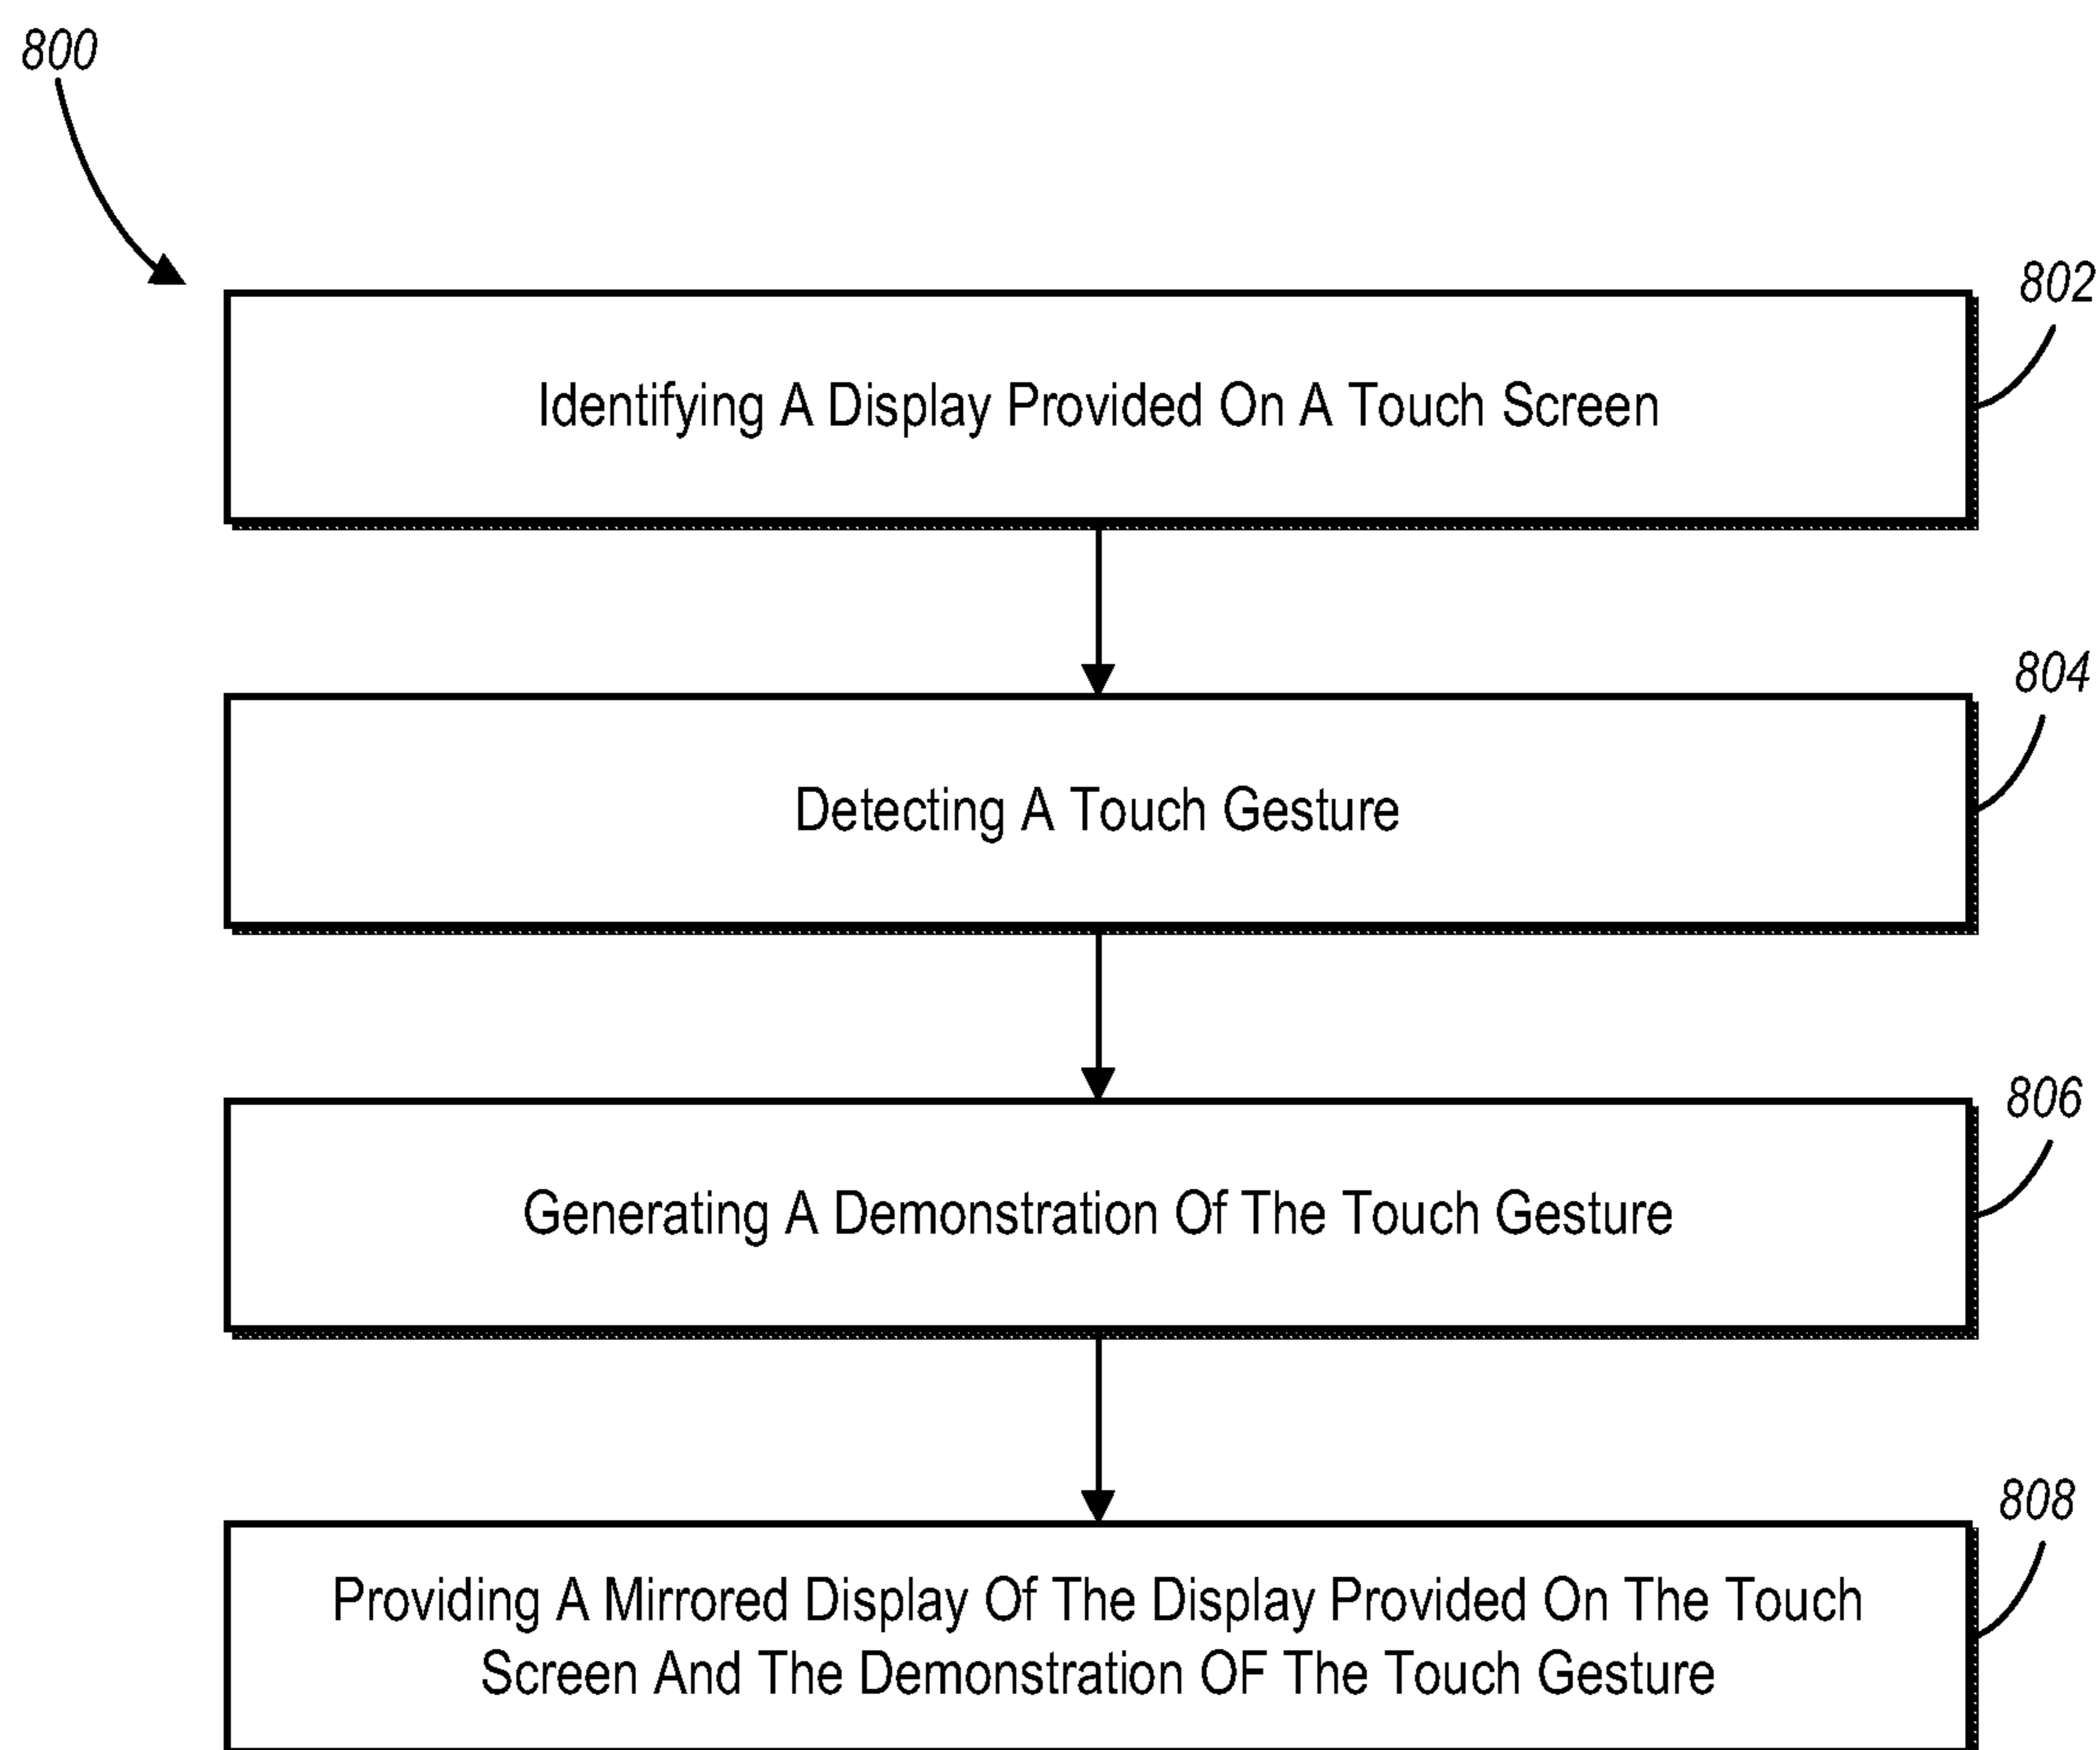 800
802
Identifying A Display Provided On A Touch Screen
804
Detecting A Touch Gesture
806
Generating A Demonstration Of The Touch Gesture
808
Providing A Mirrored Display Of The Display Provided On The Touch
Screen And The Demonstration OF The Touch Gesture